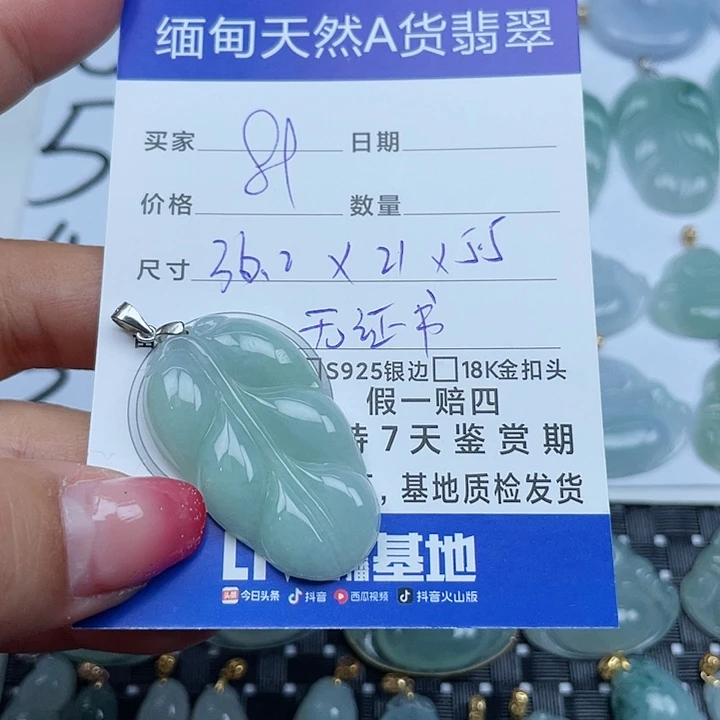 缅甸天然A货翡翠
买家 81 日期
价格 数量
尺寸 36.2 x 21 x 5.5
无证书
S925银边 18K金扣头
假一赔四
持7天鉴赏期
,基地质检发货
基地
今日头条 抖音 西瓜视频 抖音火山版
5